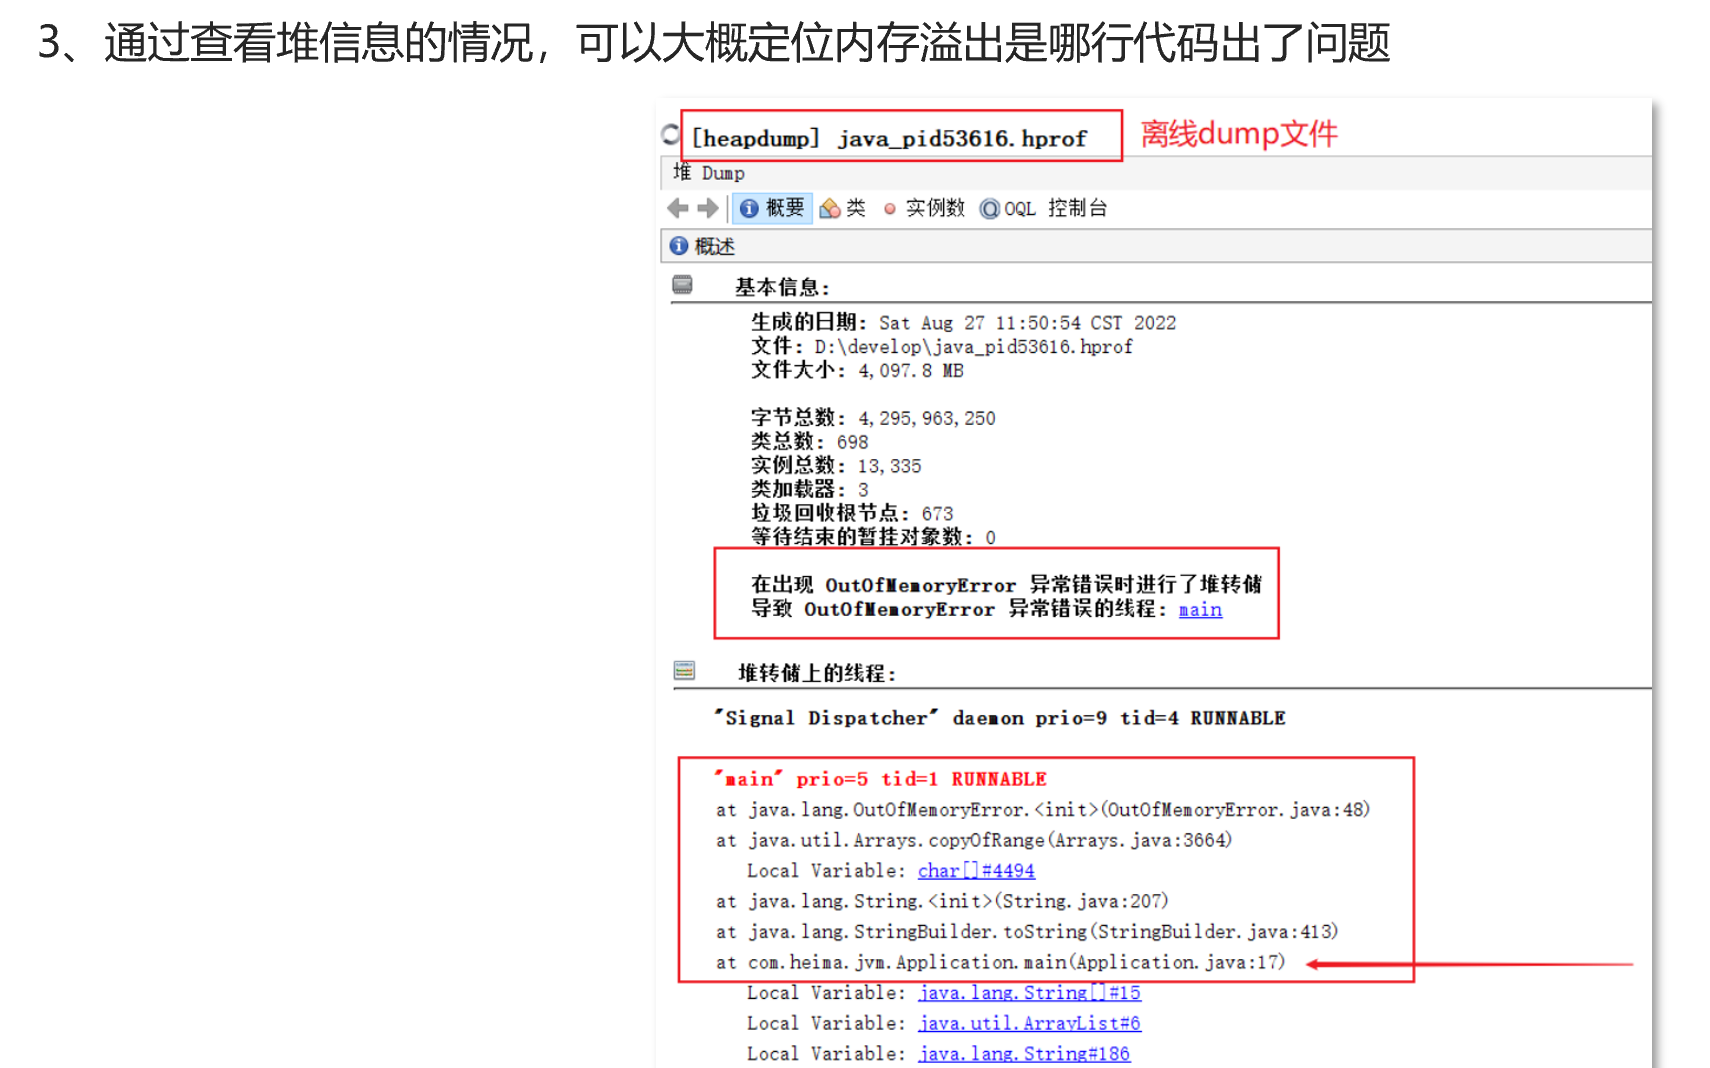 3、通过查看堆信息的情况，可以大概定位内存溢出是哪行代码出了问题
[heapdump] java_pid53616.hprof 离线dump文件
堆 Dump
概要 类 实例数 OQL 控制台
概述
基本信息:
生成的日期: Sat Aug 27 11:50:54 CST 2022
文件: D:\develop\java_pid53616.hprof
文件大小: 4,097.8 MB
字节总数: 4,295,963,250
类总数: 698
实例总数: 13,335
类加载器: 3
垃圾回收根节点: 673
等待结束的暂挂对象数: 0
在出现 OutOfMemoryError 异常错误时进行了堆转储
导致 OutOfMemoryError 异常错误的线程: main
堆转储上的线程:
"Signal Dispatcher" daemon prio=9 tid=4 RUNNABLE
"main" prio=5 tid=1 RUNNABLE
at java.lang.OutOfMemoryError.<init>(OutOfMemoryError.java:48)
at java.util.Arrays.copyOfRange(Arrays.java:3664)
Local Variable: char[]#4494
at java.lang.String.<init>(String.java:207)
at java.lang.StringBuilder.toString(StringBuilder.java:413)
at com.heima.jvm.Application.main(Application.java:17)
Local Variable: java.lang.String[]#15
Local Variable: java.util.ArrayList#6
Local Variable: java.lang.String#186